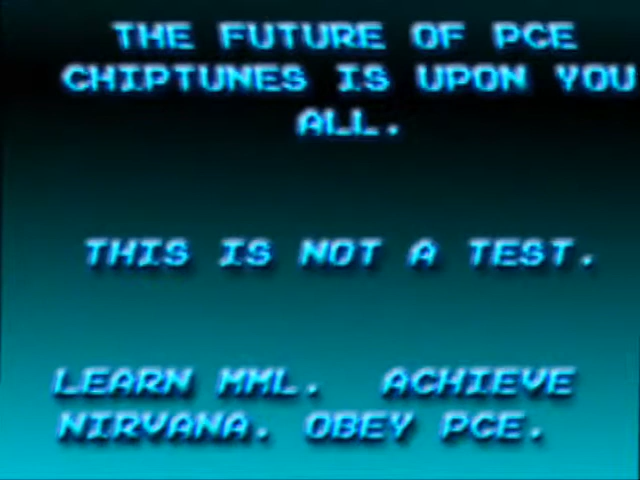 THE FUTURE OF PCE
CHIPTUNES IS UPON YOU
ALL.
THIS IS NOT A TEST.
LEARN MML. ACHIEVE
NIRVANA. OBEY PCE.